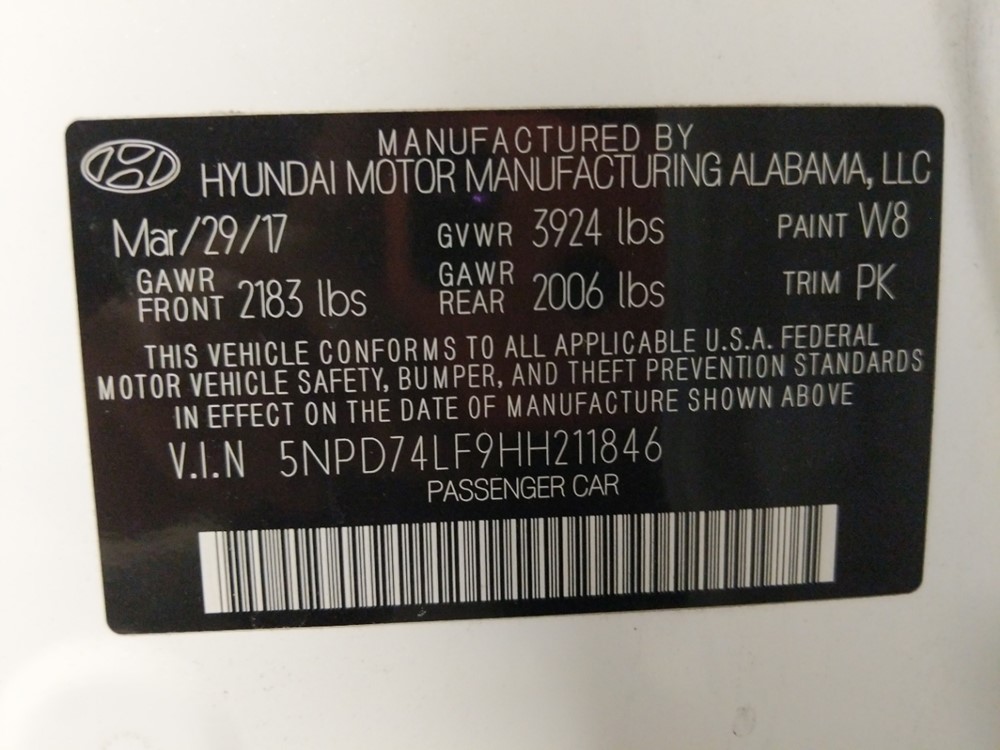 MANUFACTURED BY
HYUNDAI MOTOR MANUFACTURING ALABAMA, LLC
Mar/29/17 GVWR 3924 lbs PAINT W8
GAWR FRONT 2183 lbs GAWR REAR 2006 lbs TRIM PK
THIS VEHICLE CONFORMS TO ALL APPLICABLE U.S.A. FEDERAL
MOTOR VEHICLE SAFETY, BUMPER, AND THEFT PREVENTION STANDARDS
IN EFFECT ON THE DATE OF MANUFACTURE SHOWN ABOVE
V.I.N 5NPD74LF9HH211846
PASSENGER CAR